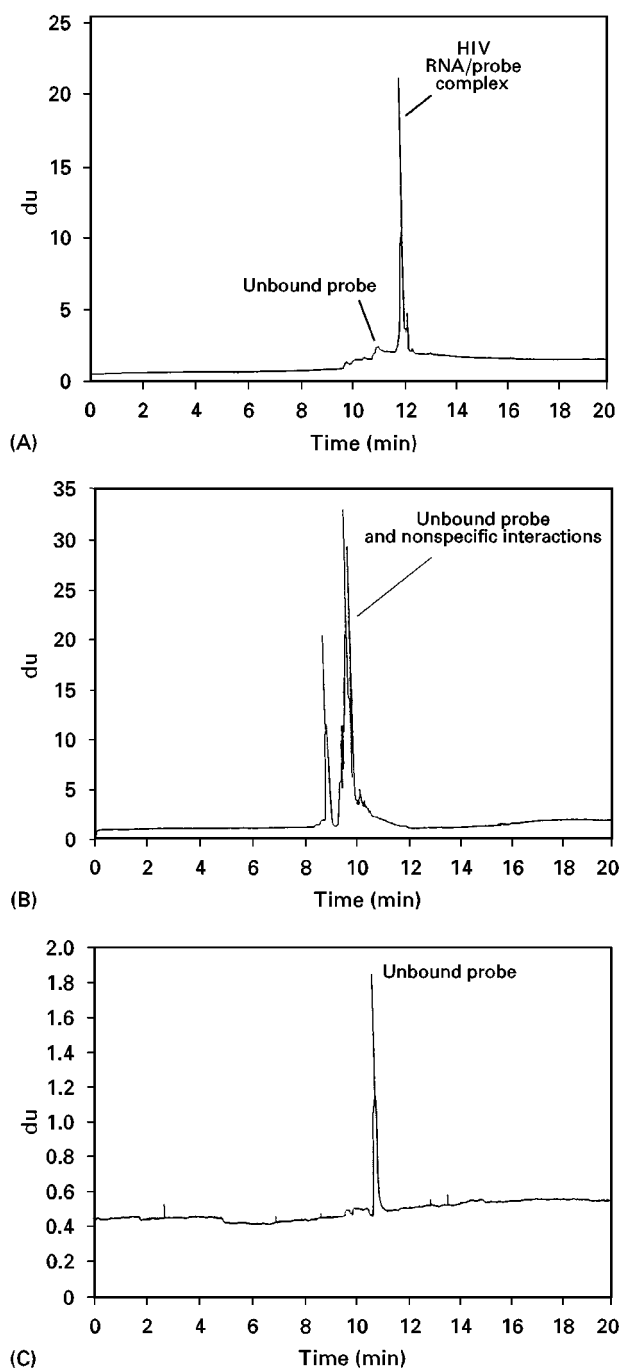 25
20
15
10
5
0
du
HIV
RNA/probe
complex
Unbound probe
0 2 4 6 8 10 12 14 16 18 20
Time (min)
(A)
35
30
25
20
15
10
5
0
du
Unbound probe
and nonspecific interactions
0 2 4 6 8 10 12 14 16 18 20
Time (min)
(B)
2.0
1.8
1.6
1.4
1.2
1.0
0.8
0.6
0.4
0.2
0
du
Unbound probe
0 2 4 6 8 10 12 14 16 18 20
Time (min)
(C)